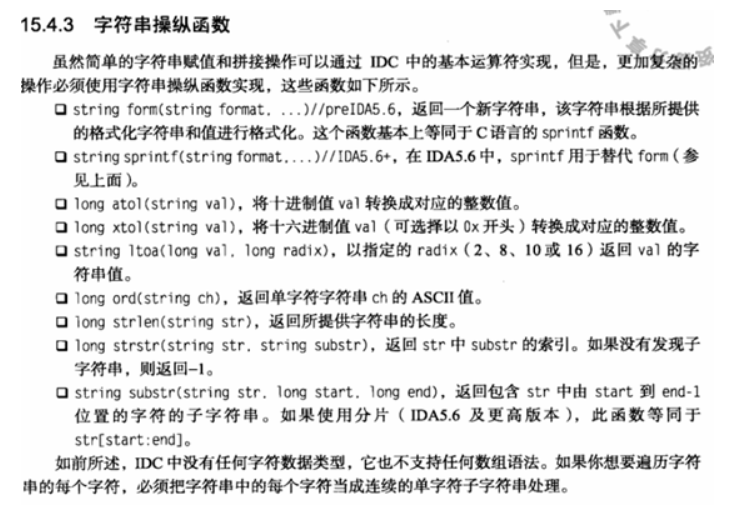 15.4.3 字符串操纵函数
虽然简单的字符串赋值和拼接操作可以通过 IDC 中的基本运算符实现，但是，更加复杂的
操作必须使用字符串操纵函数实现，这些函数如下所示。
❑ string form(string format, ...)//preIDA5.6，返回一个新字符串，该字符串根据所提供
的格式化字符串和值进行格式化。这个函数基本上等同于 C 语言的 sprintf 函数。
❑ string sprintf(string format,...)//IDA5.6+，在 IDA5.6 中，sprintf 用于替代 form（参
见上面）。
❑ long atol(string val)，将十进制值 val 转换成对应的整数值。
❑ long xtol(string val)，将十六进制值 val（可选择以 0x 开头）转换成对应的整数值。
❑ string ltoa(long val, long radix)，以指定的 radix（2、8、10 或 16）返回 val 的字
符串值。
❑ long ord(string ch)，返回单字符字符串 ch 的 ASCII 值。
❑ long strlen(string str)，返回所提供字符串的长度。
❑ long strstr(string str, string substr)，返回 str 中 substr 的索引。如果没有发现子
字符串，则返回–1。
❑ string substr(string str, long start, long end)，返回包含 str 中由 start 到 end-1
位置的字符的子字符串。如果使用分片（IDA5.6 及更高版本），此函数等同于
str[start:end]。
如前所述，IDC 中没有任何字符数据类型，它也不支持任何数组语法。如果你想要遍历字符
串的每个字符，必须把字符串中的每个字符当成连续的单字符子字符串处理。